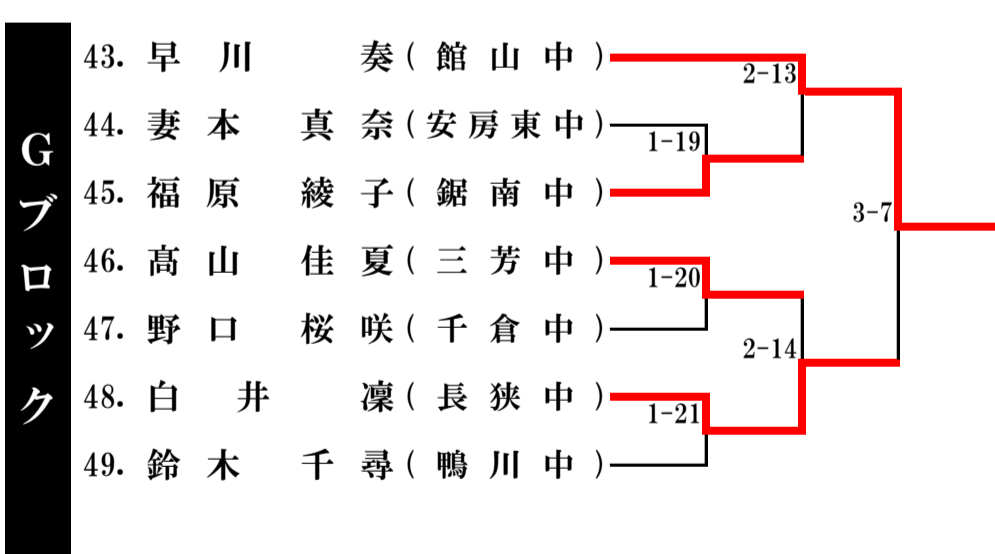 Gブロック
43. 早川 奏(館山中)
2-13
44. 妻本 真奈(安房東中)
1-19
45. 福原 綾子(鋸南中)
3-7
46. 髙山 佳夏(三芳中)
1-20
47. 野口 桜咲(千倉中)
2-14
48. 白井 凜(長狭中)
1-21
49. 鈴木 千尋(鴨川中)